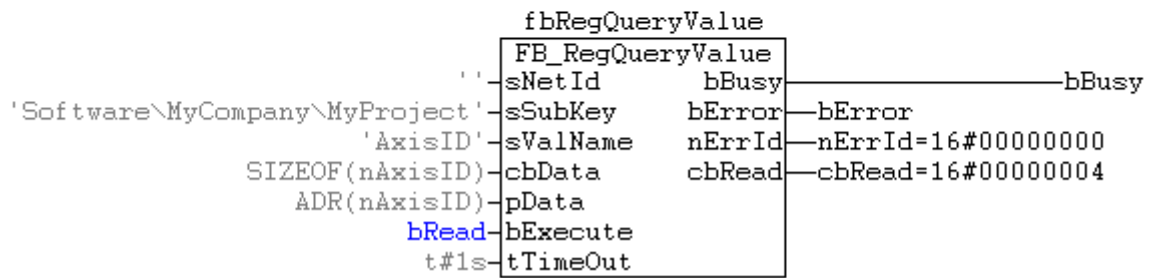 fbRegQueryValue
FB_RegQueryValue
'' sNetId bBusy bBusy
'Software\MyCompany\MyProject' sSubKey bError bError
'AxisID' sValName nErrId nErrId=16#00000000
SIZEOF(nAxisID) cbData cbRead cbRead=16#00000004
ADR(nAxisID) pData
bRead bExecute
t#1s tTimeOut